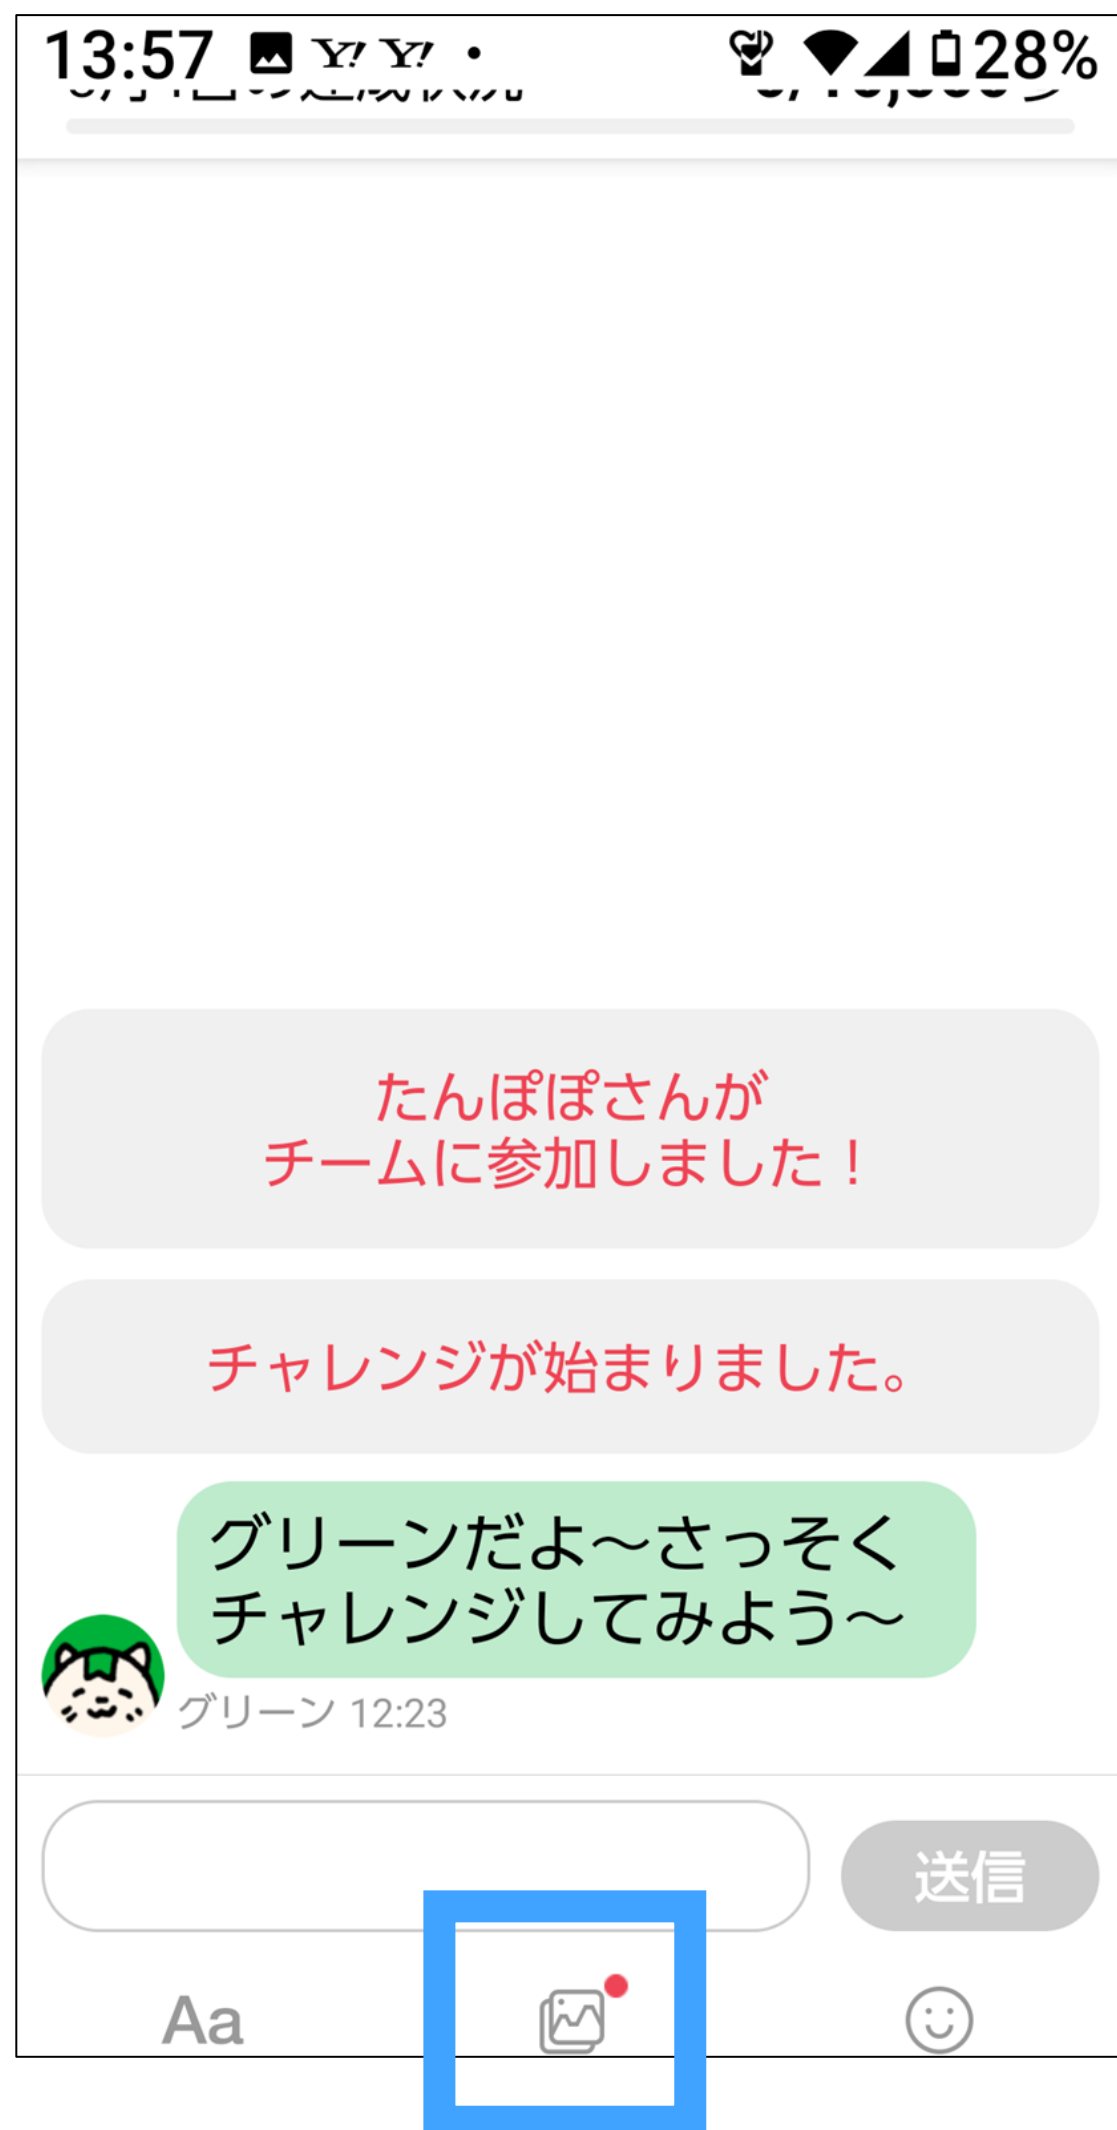 13:57 Y! Y! • 28%
たんぽぽさんが
チームに参加しました！
チャレンジが始まりました。
グリーンだよ〜さっそく
チャレンジしてみよう〜
グリーン 12:23
送信
Aa